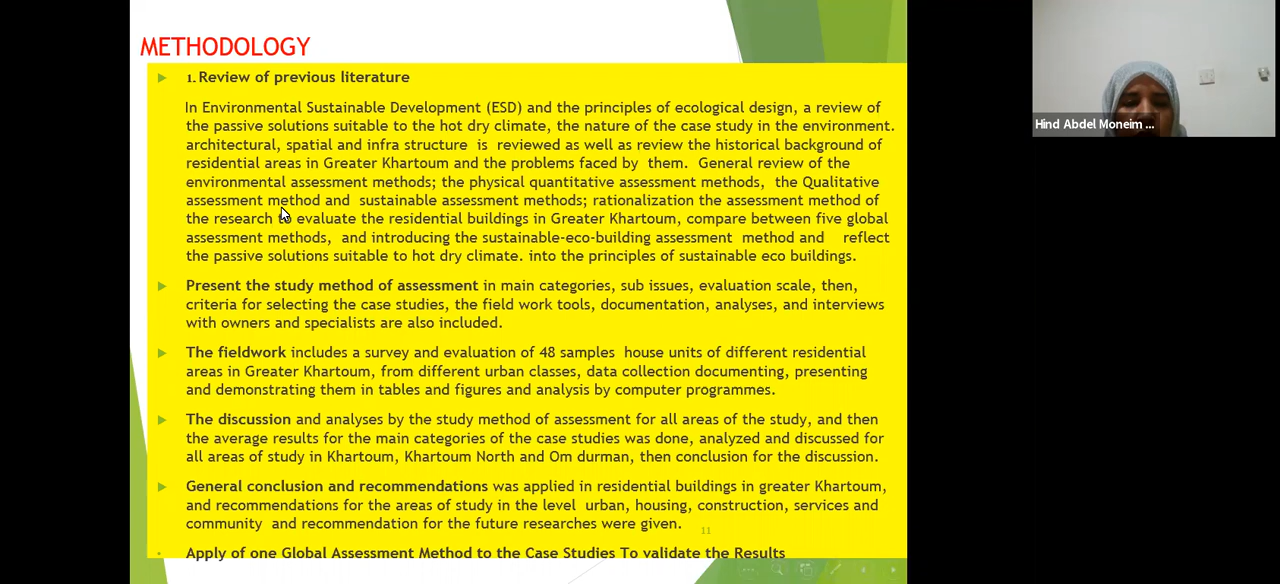 METHODOLOGY
1. Review of previous literature
In Environmental Sustainable Development (ESD) and the principles of ecological design, a review of
the passive solutions suitable to the hot dry climate, the nature of the case study in the environment.
architectural, spatial and infra structure is reviewed as well as review the historical background of
residential areas in Greater Khartoum and the problems faced by them. General review of the
environmental assessment methods; the physical quantitative assessment methods, the Qualitative
assessment method and sustainable assessment methods; rationalization the assessment method of
the research to evaluate the residential buildings in Greater Khartoum, compare between five global
assessment methods, and introducing the sustainable-eco-building assessment method and reflect
the passive solutions suitable to hot dry climate. into the principles of sustainable eco buildings.
Present the study method of assessment in main categories, sub issues, evaluation scale, then,
criteria for selecting the case studies, the field work tools, documentation, analyses, and interviews
with owners and specialists are also included.
The fieldwork includes a survey and evaluation of 48 samples house units of different residential
areas in Greater Khartoum, from different urban classes, data collection documenting, presenting
and demonstrating them in tables and figures and analysis by computer programmes.
The discussion and analyses by the study method of assessment for all areas of the study, and then
the average results for the main categories of the case studies was done, analyzed and discussed for
all areas of study in Khartoum, Khartoum North and Om durman, then conclusion for the discussion.
General conclusion and recommendations was applied in residential buildings in greater Khartoum,
and recommendations for the areas of study in the level urban, housing, construction, services and
community and recommendation for the future researches were given.
11
Apply of one Global Assessment Method to the Case Studies To validate the Results
Hind Abdel Moneim ...